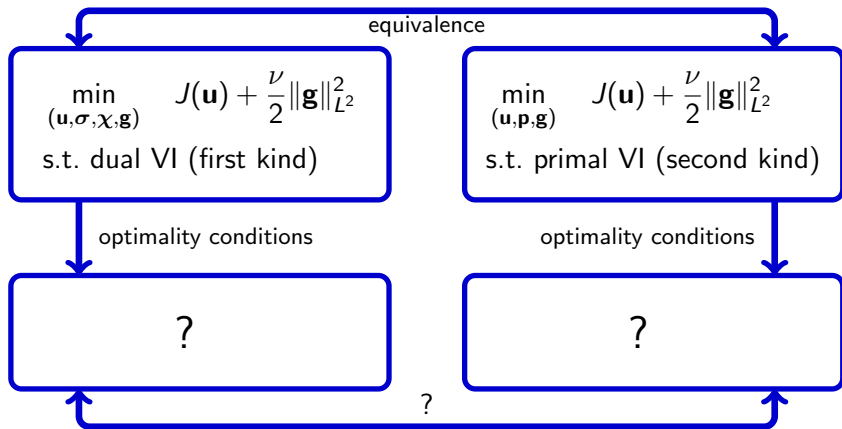 equivalence
min J(𝐮) + ν/2 ‖𝐠‖²_{L²}
(𝐮,𝝈,𝝌,𝐠)
s.t. dual VI (first kind)
min J(𝐮) + ν/2 ‖𝐠‖²_{L²}
(𝐮,𝐩,𝐠)
s.t. primal VI (second kind)
optimality conditions
optimality conditions
?
?
?